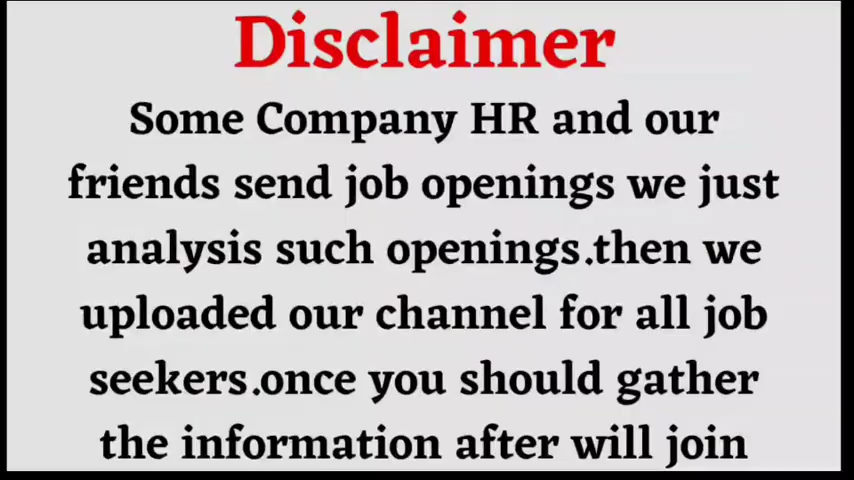 Disclaimer
Some Company HR and our
friends send job openings we just
analysis such openings.then we
uploaded our channel for all job
seekers.once you should gather
the information after will join